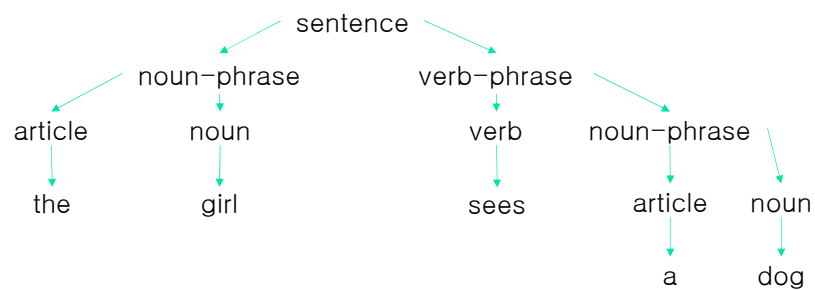 sentence
noun-phrase verb-phrase
article noun verb noun-phrase
the girl sees article noun
a dog